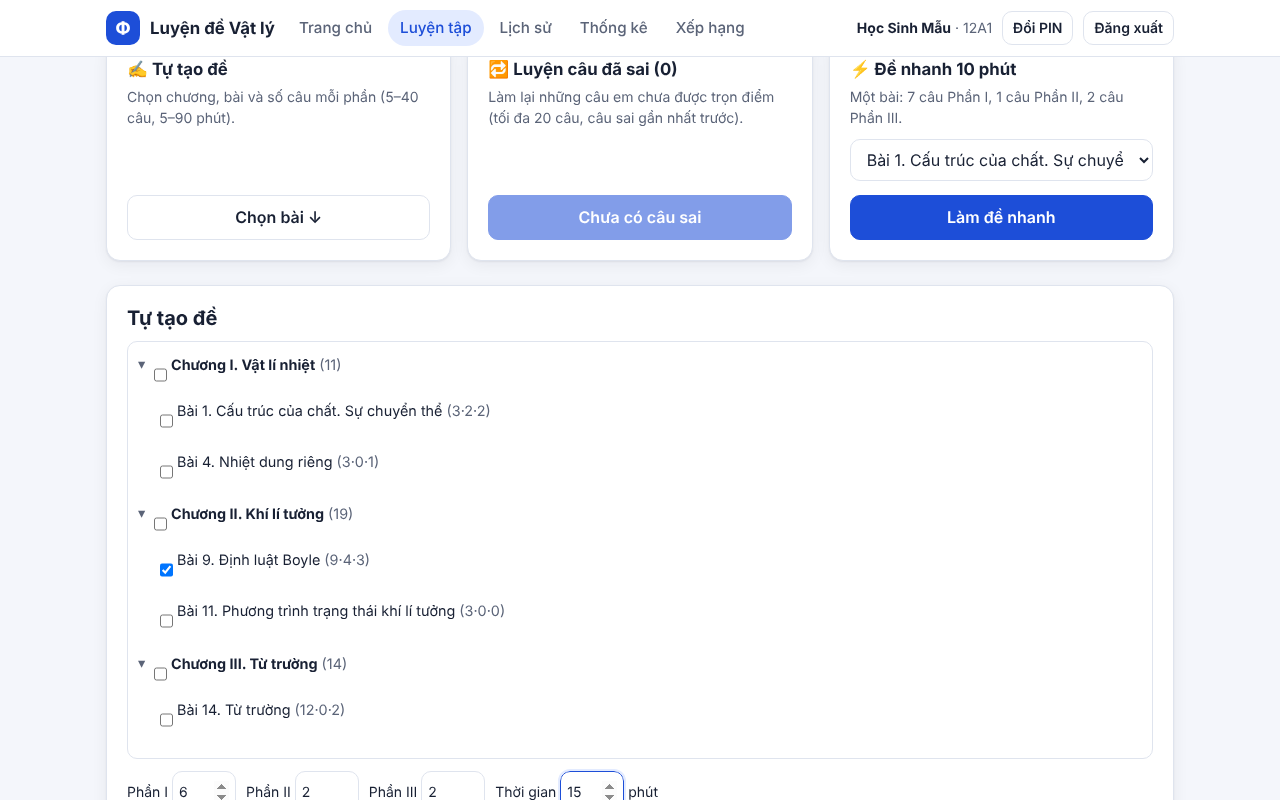 Φ Luyện đề Vật lý Trang chủ Luyện tập Lịch sử Thống kê Xếp hạng Học Sinh Mẫu · 12A1 Đổi PIN Đăng xuất
✍️ Tự tạo đề
Chọn chương, bài và số câu mỗi phần (5–40
câu, 5–90 phút).
Chọn bài ↓
🔁 Luyện câu đã sai (0)
Làm lại những câu em chưa được trọn điểm
(tối đa 20 câu, câu sai gần nhất trước).
Chưa có câu sai
⚡ Đề nhanh 10 phút
Một bài: 7 câu Phần I, 1 câu Phần II, 2 câu
Phần III.
Bài 1. Cấu trúc của chất. Sự chuyể
Làm đề nhanh
Tự tạo đề
▾ Chương I. Vật lí nhiệt (11)
Bài 1. Cấu trúc của chất. Sự chuyển thể (3·2·2)
Bài 4. Nhiệt dung riêng (3·0·1)
▾ Chương II. Khí lí tưởng (19)
Bài 9. Định luật Boyle (9·4·3)
Bài 11. Phương trình trạng thái khí lí tưởng (3·0·0)
▾ Chương III. Từ trường (14)
Bài 14. Từ trường (12·0·2)
Phần I 6 Phần II 2 Phần III 2 Thời gian 15 phút